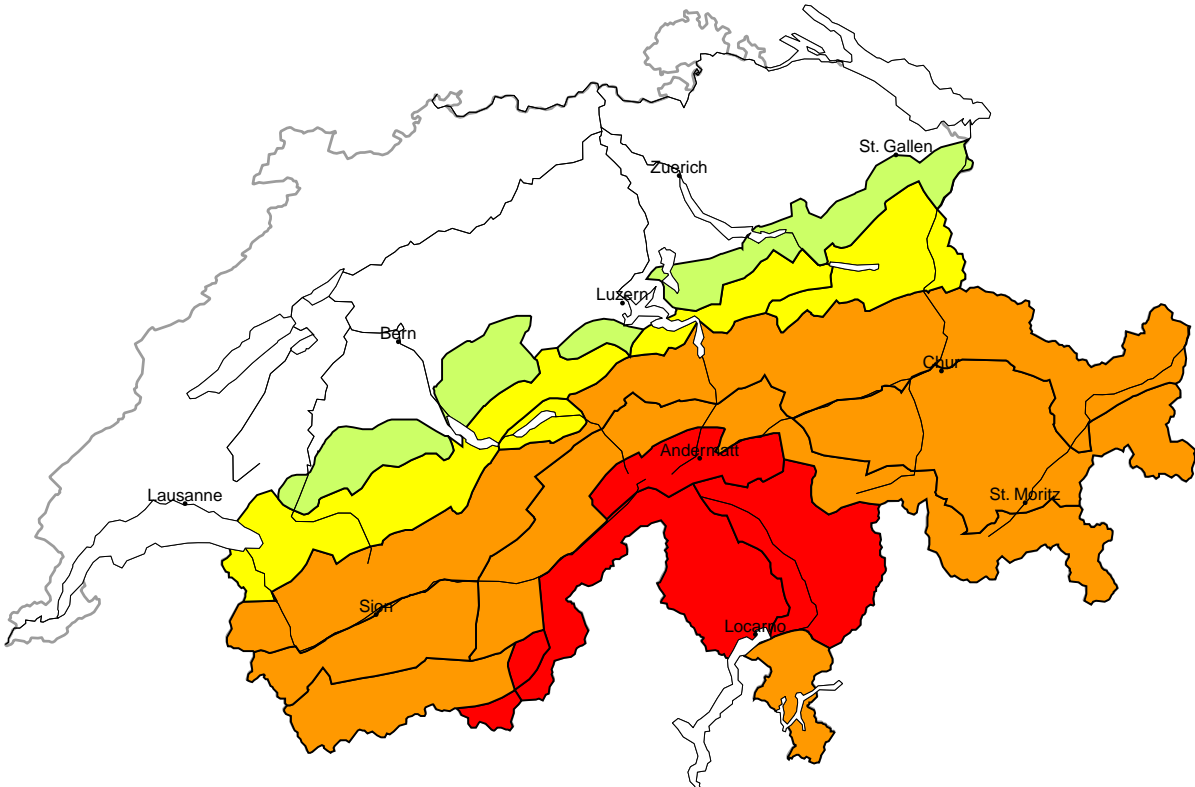 St. Gallen
Zuerich
Luzern
Bern
Chur
Andermatt
Lausanne
St. Moritz
Sion
Locarno